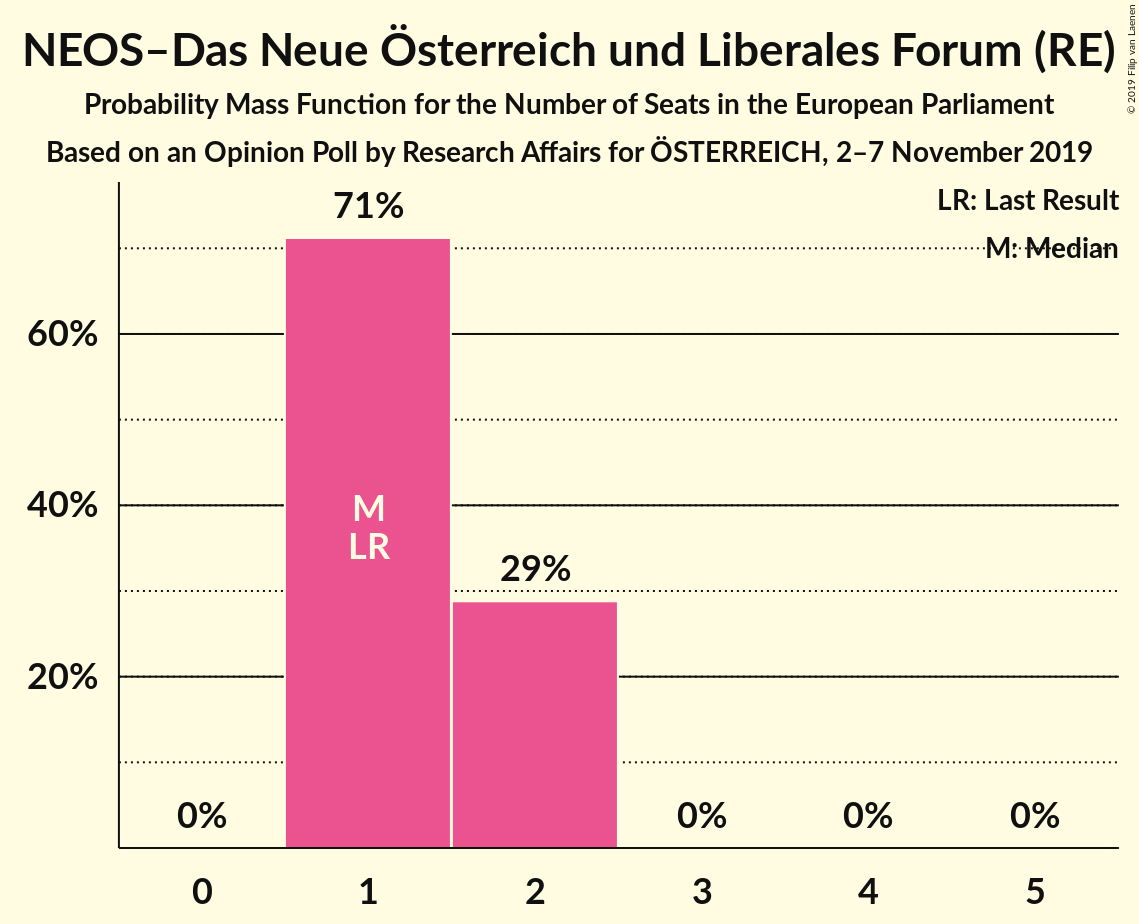 NEOS–Das Neue Österreich und Liberales Forum (RE)
Probability Mass Function for the Number of Seats in the European Parliament
Based on an Opinion Poll by Research Affairs for ÖSTERREICH, 2–7 November 2019
© 2019 Filip van Laenen
LR: Last Result
M: Median
71%
60%
40%
20%
M
LR
29%
0%
0%
0%
0%
0 1 2 3 4 5